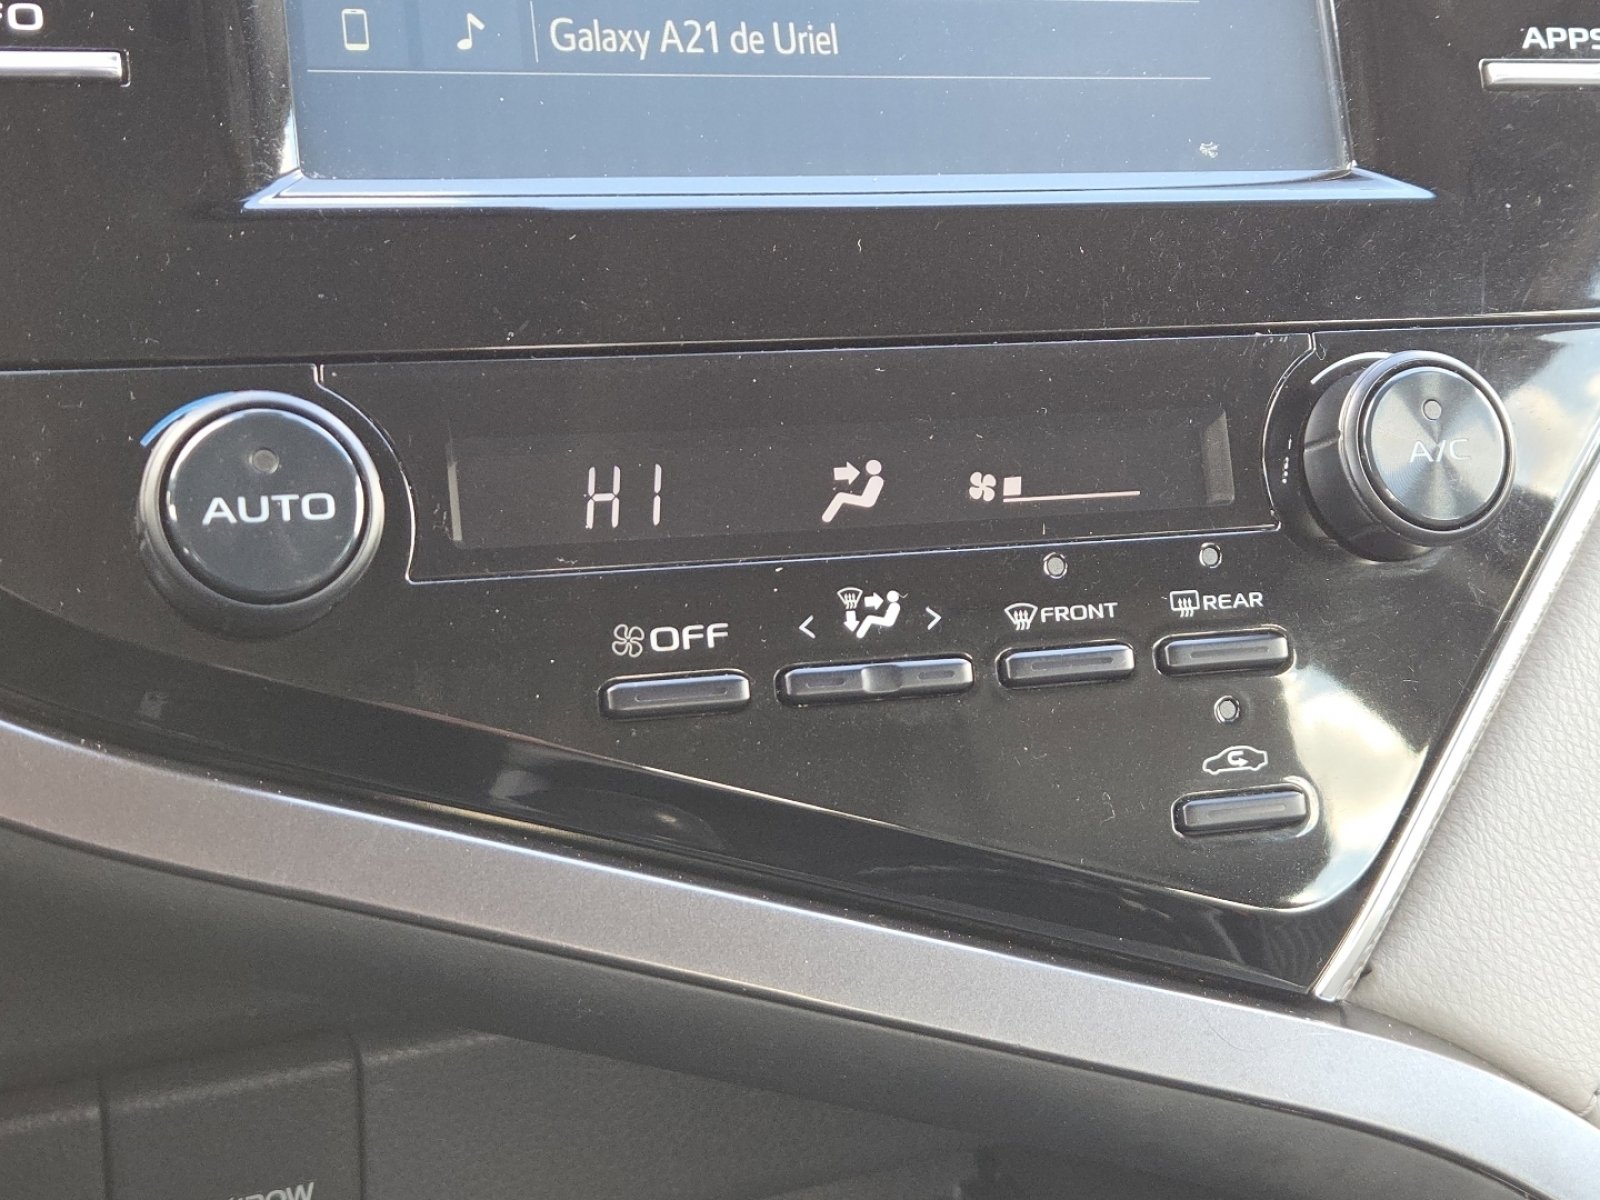 Galaxy A21 de Uriel
APPS
AUTO
HI
A/C
OFF
< >
FRONT
REAR